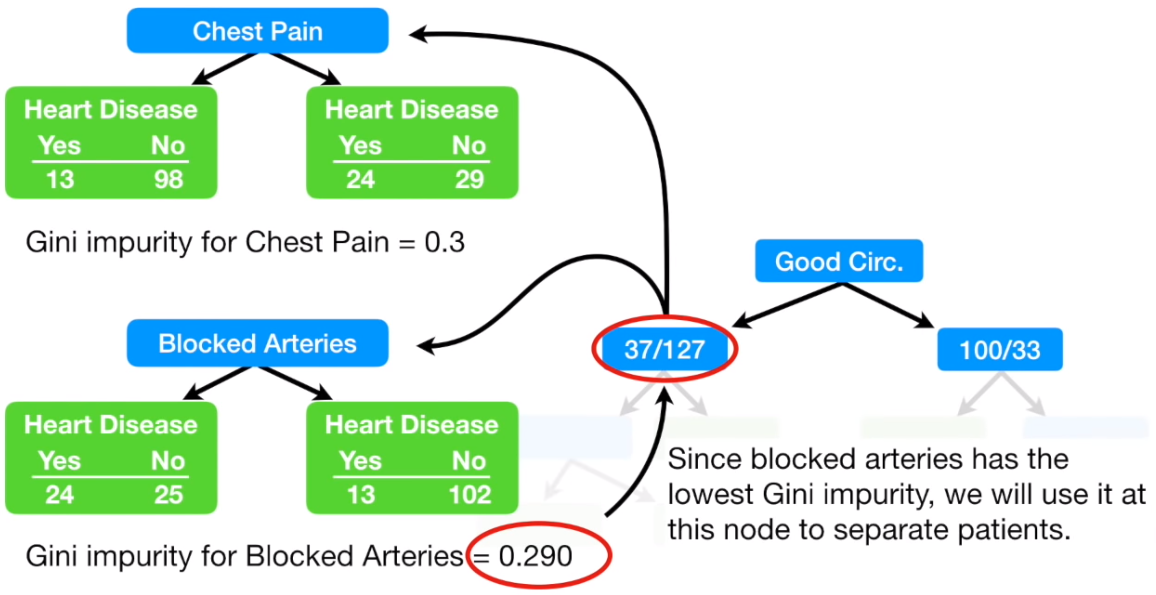 Chest Pain
Heart Disease
Yes No
13 98
Heart Disease
Yes No
24 29
Gini impurity for Chest Pain = 0.3
Good Circ.
37/127
100/33
Blocked Arteries
Heart Disease
Yes No
24 25
Heart Disease
Yes No
13 102
Gini impurity for Blocked Arteries = 0.290
Since blocked arteries has the
lowest Gini impurity, we will use it at
this node to separate patients.